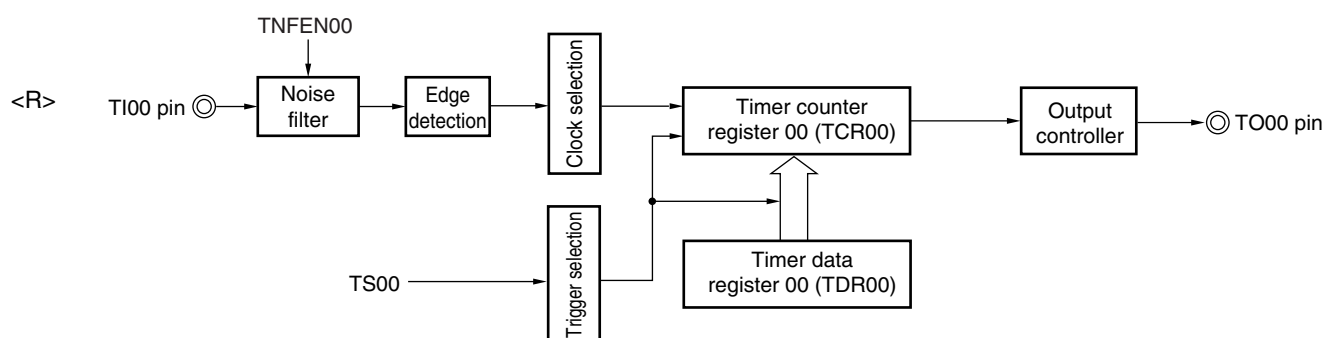 TNFEN00
<R>
TI00 pin
Noise
filter
Edge
detection
Clock selection
Timer counter
register 00 (TCR00)
Output
controller
TO00 pin
TS00
Trigger selection
Timer data
register 00 (TDR00)